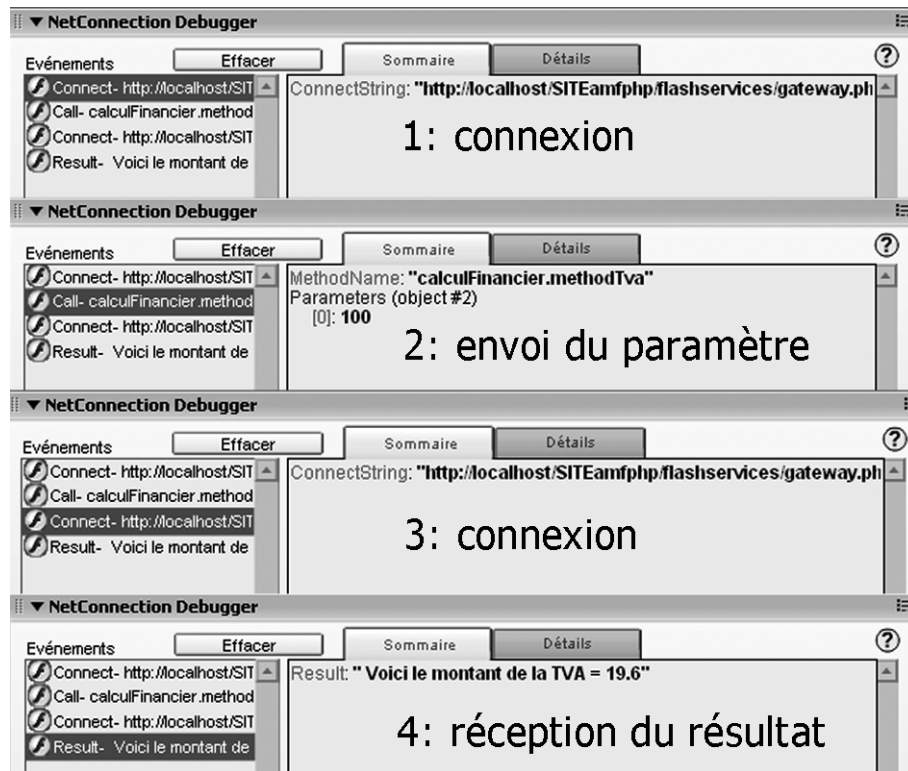 NetConnection Debugger
Evénements Effacer Sommaire Détails ?
Connect- http://localhost/SIT ConnectString: "http://localhost/SITEamfphp/flashservices/gateway.ph
Call- calculFinancier.method
Connect- http://localhost/SIT
Result- Voici le montant de
1: connexion
NetConnection Debugger
Evénements Effacer Sommaire Détails ?
Connect- http://localhost/SIT MethodName: "calculFinancier.methodTva"
Call- calculFinancier.method Parameters (object #2)
Connect- http://localhost/SIT [0]: 100
Result- Voici le montant de
2: envoi du paramètre
NetConnection Debugger
Evénements Effacer Sommaire Détails ?
Connect- http://localhost/SIT ConnectString: "http://localhost/SITEamfphp/flashservices/gateway.ph
Call- calculFinancier.method
Connect- http://localhost/SIT
Result- Voici le montant de
3: connexion
NetConnection Debugger
Evénements Effacer Sommaire Détails ?
Connect- http://localhost/SIT Result: " Voici le montant de la TVA = 19.6"
Call- calculFinancier.method
Connect- http://localhost/SIT
Result- Voici le montant de
4: réception du résultat